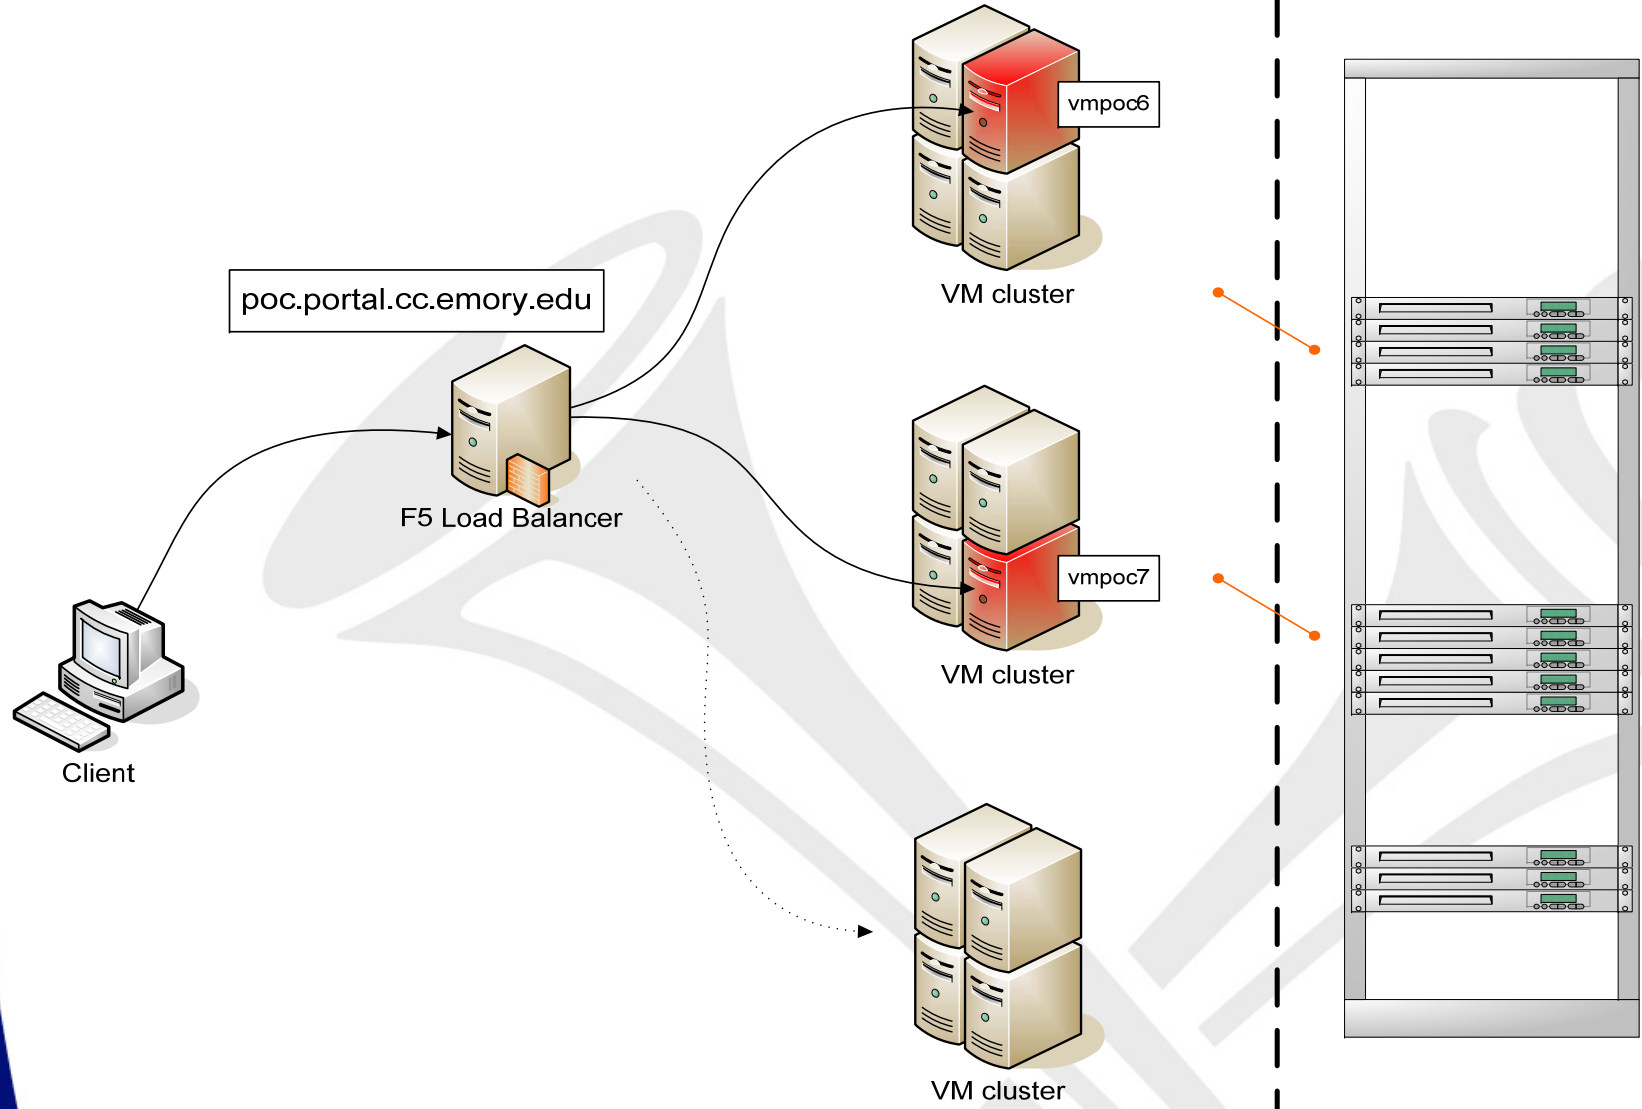 vmpoc6
VM cluster
poc.portal.cc.emory.edu
F5 Load Balancer
vmpoc7
VM cluster
Client
VM cluster